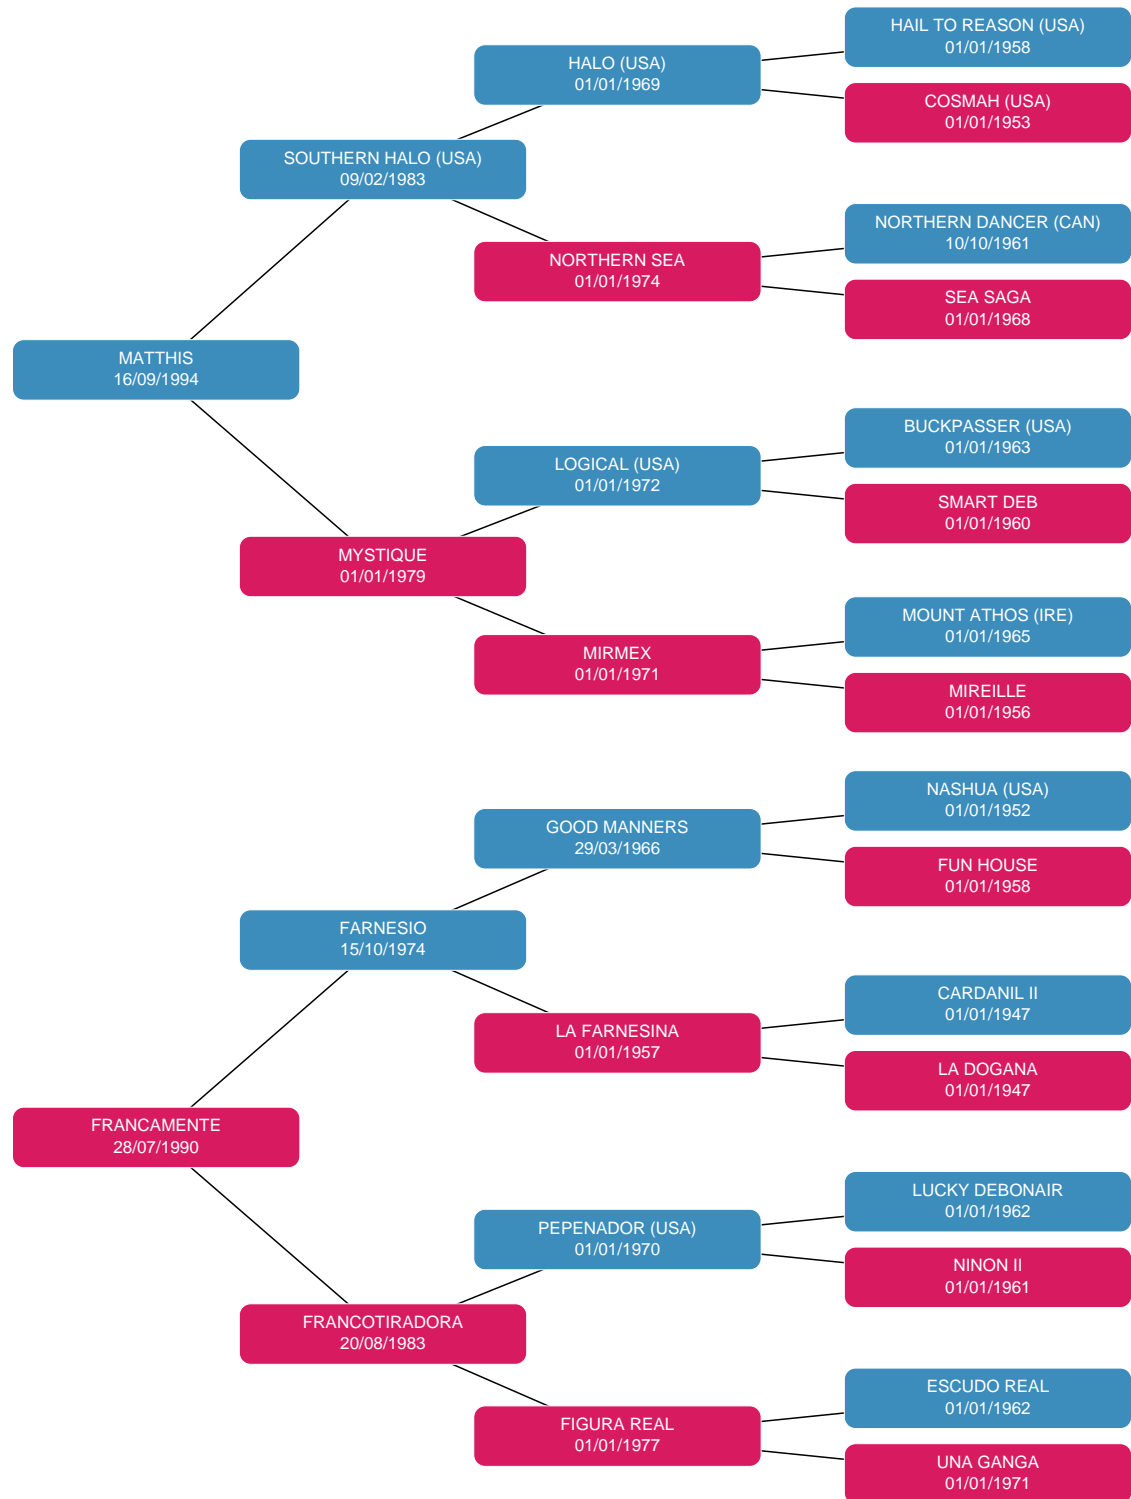 HAIL TO REASON (USA)
01/01/1958
HALO (USA)
01/01/1969
COSMAH (USA)
01/01/1953
SOUTHERN HALO (USA)
09/02/1983
NORTHERN DANCER (CAN)
10/10/1961
NORTHERN SEA
01/01/1974
SEA SAGA
01/01/1968
MATTHIS
16/09/1994
BUCKPASSER (USA)
01/01/1963
LOGICAL (USA)
01/01/1972
SMART DEB
01/01/1960
MYSTIQUE
01/01/1979
MOUNT ATHOS (IRE)
01/01/1965
MIRMEX
01/01/1971
MIREILLE
01/01/1956
NASHUA (USA)
01/01/1952
GOOD MANNERS
29/03/1966
FUN HOUSE
01/01/1958
FARNESIO
15/10/1974
CARDANIL II
01/01/1947
LA FARNESINA
01/01/1957
LA DOGANA
01/01/1947
FRANCAMENTE
28/07/1990
LUCKY DEBONAIR
01/01/1962
PEPENADOR (USA)
01/01/1970
NINON II
01/01/1961
FRANCOTIRADORA
20/08/1983
ESCUDO REAL
01/01/1962
FIGURA REAL
01/01/1977
UNA GANGA
01/01/1971